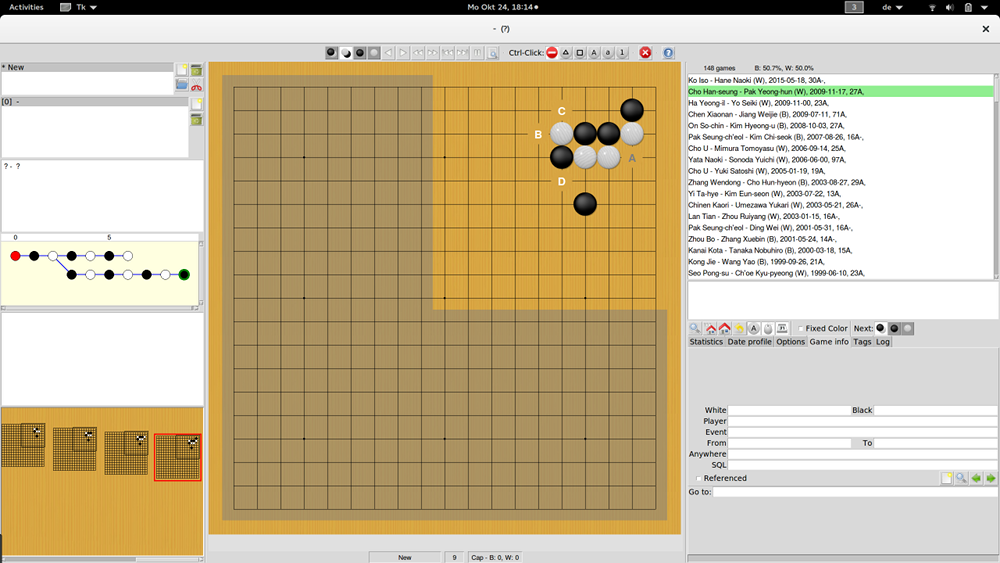 Activities Tk Mo Okt 24, 18:14 3 de
- (?)
Ctrl-Click: A a 1
148 games B: 50.7%, W: 50.0%
* New
[0] -
? - ?
0 5
C
B
A
D
Ko Iso - Hane Naoki (W), 2015-05-18, 30A-,
Cho Han-seung - Pak Yeong-hun (W), 2009-11-17, 27A,
Ha Yeong-il - Yo Seiki (W), 2009-11-00, 23A,
Chen Xiaonan - Jiang Weijie (B), 2009-07-11, 71A,
On So-chin - Kim Hyeong-u (B), 2008-10-03, 27A,
Pak Seung-ch'eol - Kim Chi-seok (B), 2007-08-26, 16A-,
Cho U - Mimura Tomoyasu (W), 2006-09-14, 25A,
Yata Naoki - Sonoda Yuichi (W), 2006-06-00, 97A,
Cho U - Yuki Satoshi (W), 2005-01-19, 19A,
Zhang Wendong - Cho Hun-hyeon (B), 2003-08-27, 29A,
Yi Ta-hye - Kim Eun-seon (W), 2003-07-22, 13A,
Chinen Kaori - Umezawa Yukari (W), 2003-05-21, 26A-,
Lan Tian - Zhou Ruiyang (W), 2003-01-15, 16A-,
Pak Seung-ch'eol - Ding Wei (W), 2001-05-31, 16A-,
Zhou Bo - Zhang Xuebin (B), 2001-05-24, 14A-,
Kanai Kota - Tanaka Nobuhiro (B), 2000-03-18, 15A,
Kong Jie - Wang Yao (B), 1999-09-26, 21A,
Seo Pong-su - Ch'oe Kyu-pyeong (W), 1999-06-10, 23A,
A Fixed Color Next:
Statistics Date profile Options Game info Tags Log
White Black
Player
Event
From To
Anywhere
SQL
Referenced
Go to:
New 9 Cap - B: 0, W: 0